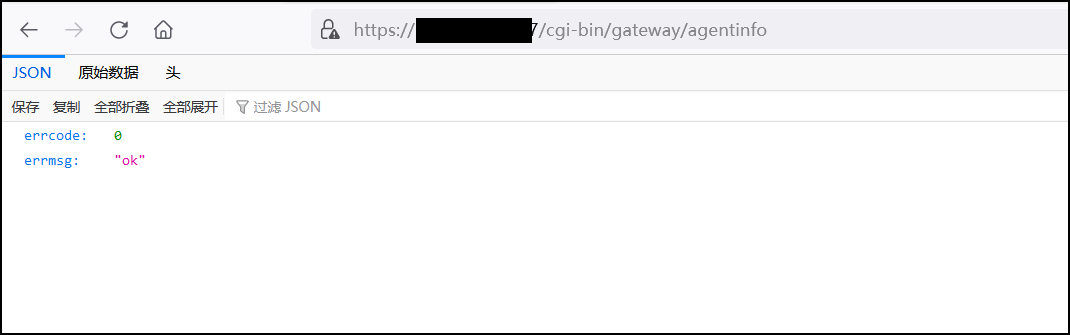 https:// 7/cgi-bin/gateway/agentinfo
JSON 原始数据 头
保存 复制 全部折叠 全部展开 过滤 JSON
errcode: 0
errmsg: "ok"